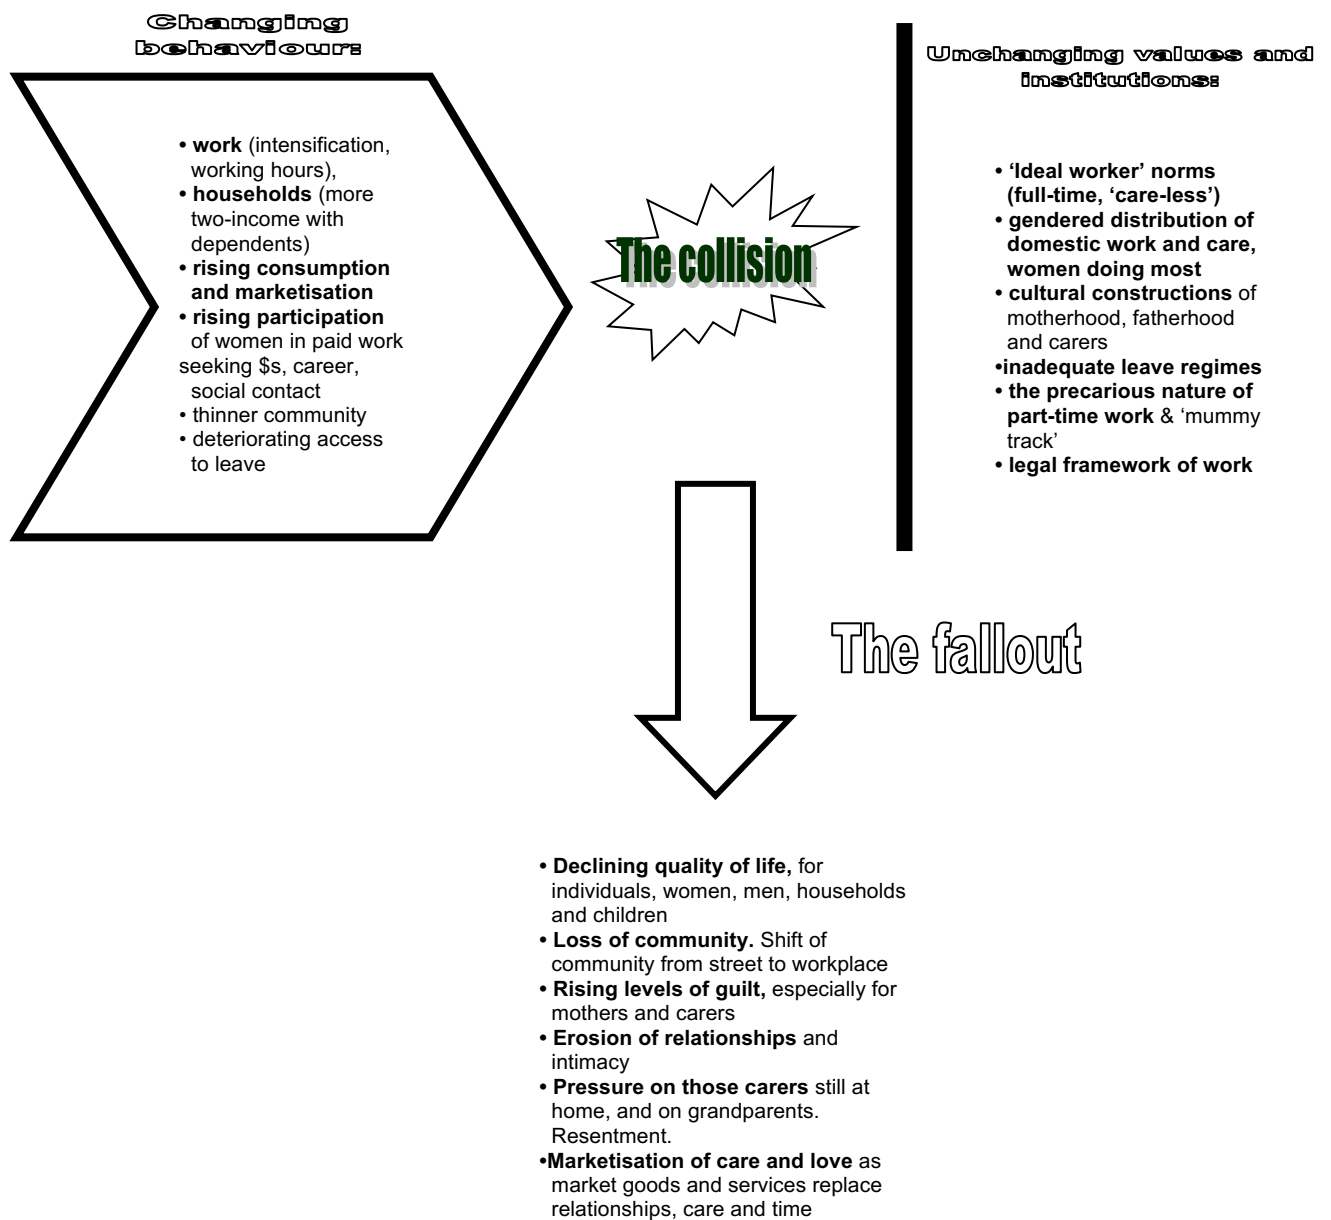 Changing
behaviour:
• work (intensification,
working hours),
• households (more
two-income with
dependents)
• rising consumption
and marketisation
• rising participation
of women in paid work
seeking $s, career,
social contact
• thinner community
• deteriorating access
to leave
The collision
Unchanging values and
institutions:
• ‘Ideal worker’ norms
(full-time, ‘care-less’)
• gendered distribution of
domestic work and care,
women doing most
• cultural constructions of
motherhood, fatherhood
and carers
•inadequate leave regimes
• the precarious nature of
part-time work & ‘mummy
track’
• legal framework of work
The fallout
• Declining quality of life, for
individuals, women, men, households
and children
• Loss of community. Shift of
community from street to workplace
• Rising levels of guilt, especially for
mothers and carers
• Erosion of relationships and
intimacy
• Pressure on those carers still at
home, and on grandparents.
Resentment.
•Marketisation of care and love as
market goods and services replace
relationships, care and time